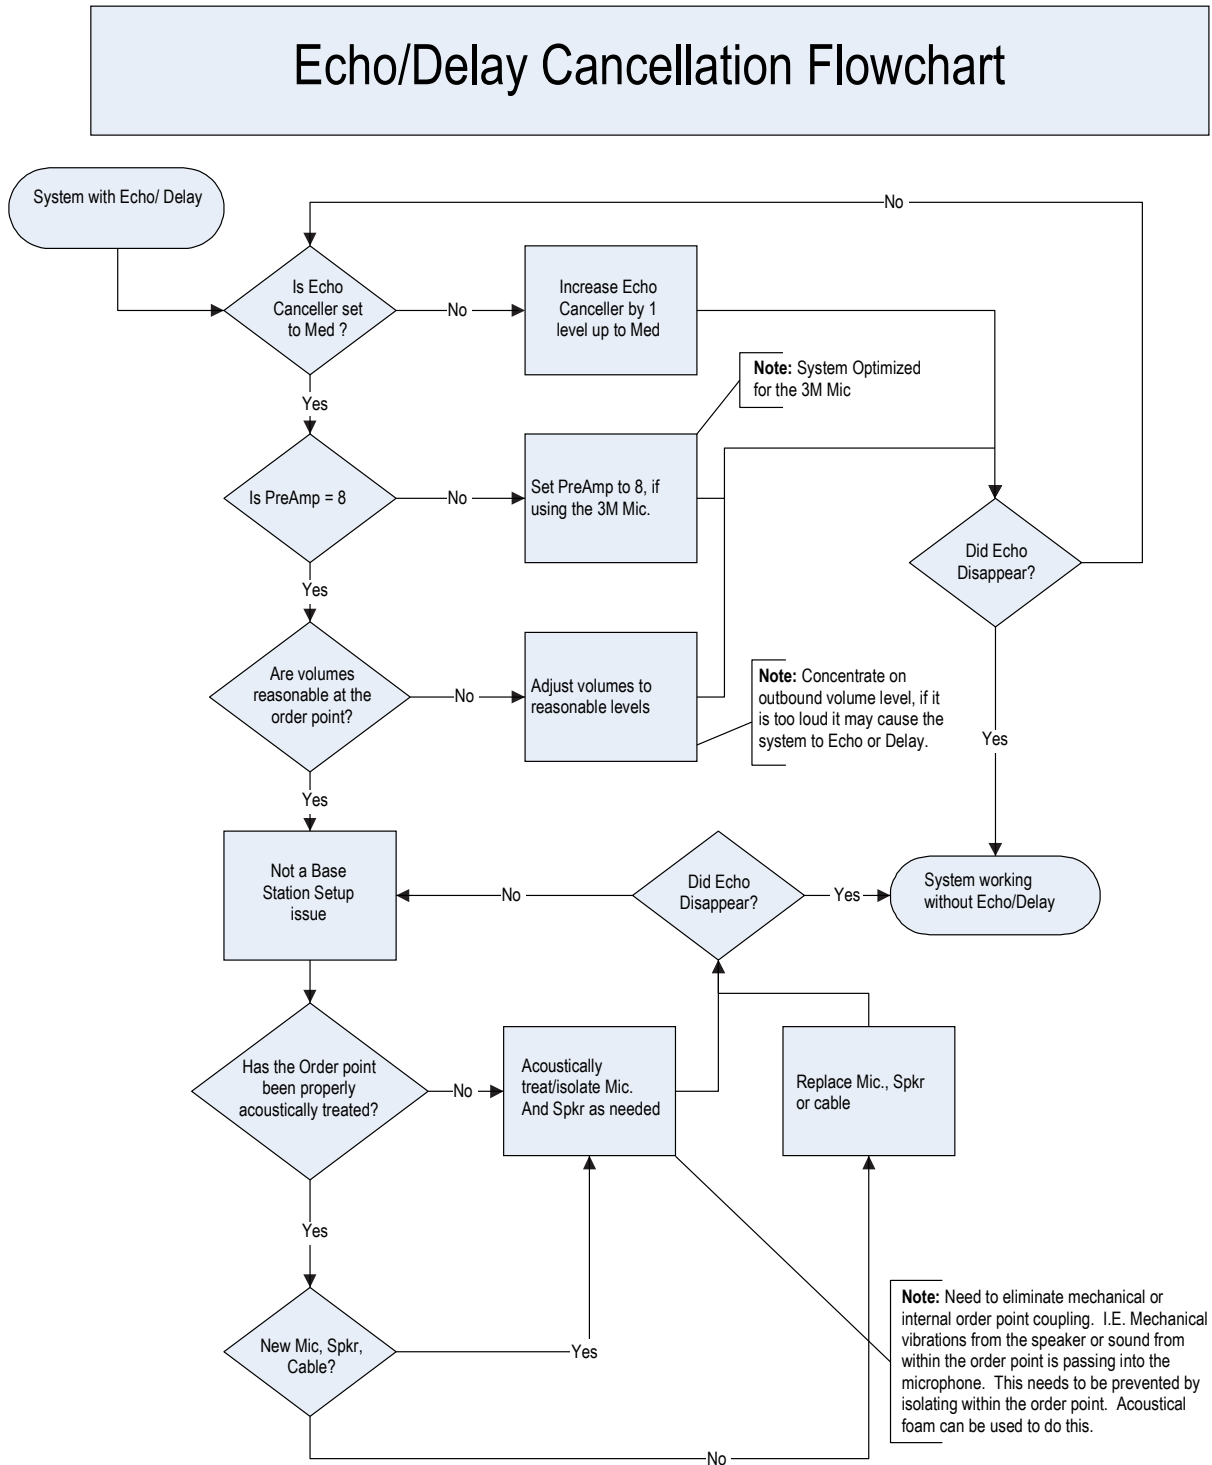 Echo/Delay Cancellation Flowchart
System with Echo/ Delay
No
Is Echo
Canceller set
to Med ?
No
Increase Echo
Canceller by 1
level up to Med
Note: System Optimized
for the 3M Mic
Yes
Is PreAmp = 8
No
Set PreAmp to 8, if
using the 3M Mic.
Did Echo
Disappear?
Yes
Are volumes
reasonable at the
order point?
No
Adjust volumes to
reasonable levels
Note: Concentrate on
outbound volume level, if it
is too loud it may cause the
system to Echo or Delay.
Yes
Yes
Not a Base
Station Setup
issue
No
Did Echo
Disappear?
Yes
System working
without Echo/Delay
Has the Order point
been properly
acoustically treated?
No
Acoustically
treat/isolate Mic.
And Spkr as needed
Replace Mic., Spkr
or cable
Yes
New Mic, Spkr,
Cable?
Yes
Note: Need to eliminate mechanical or
internal order point coupling. I.E. Mechanical
vibrations from the speaker or sound from
within the order point is passing into the
microphone. This needs to be prevented by
isolating within the order point. Acoustical
foam can be used to do this.
No